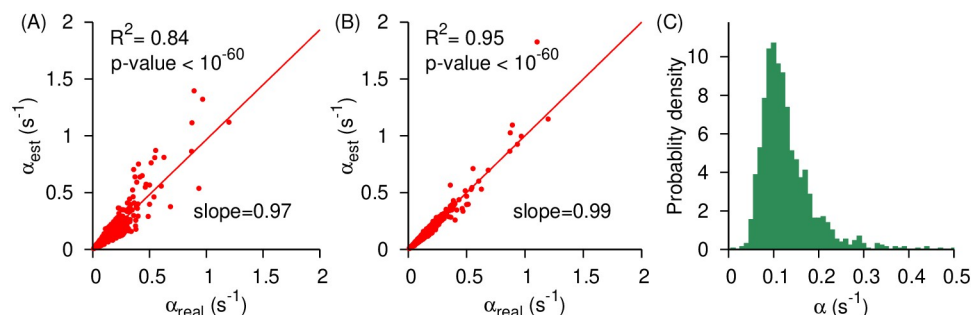 (A)
R² = 0.84
p-value < 10⁻⁶⁰
slope=0.97
2
1.5
1
0.5
0
α_est (s⁻¹)
0 0.5 1 1.5 2
α_real (s⁻¹)
(B)
R² = 0.95
p-value < 10⁻⁶⁰
slope=0.99
2
1.5
1
0.5
0
α_est (s⁻¹)
0 0.5 1 1.5 2
α_real (s⁻¹)
(C)
10
8
6
4
2
0
Probablity density
0 0.1 0.2 0.3 0.4 0.5
α (s⁻¹)